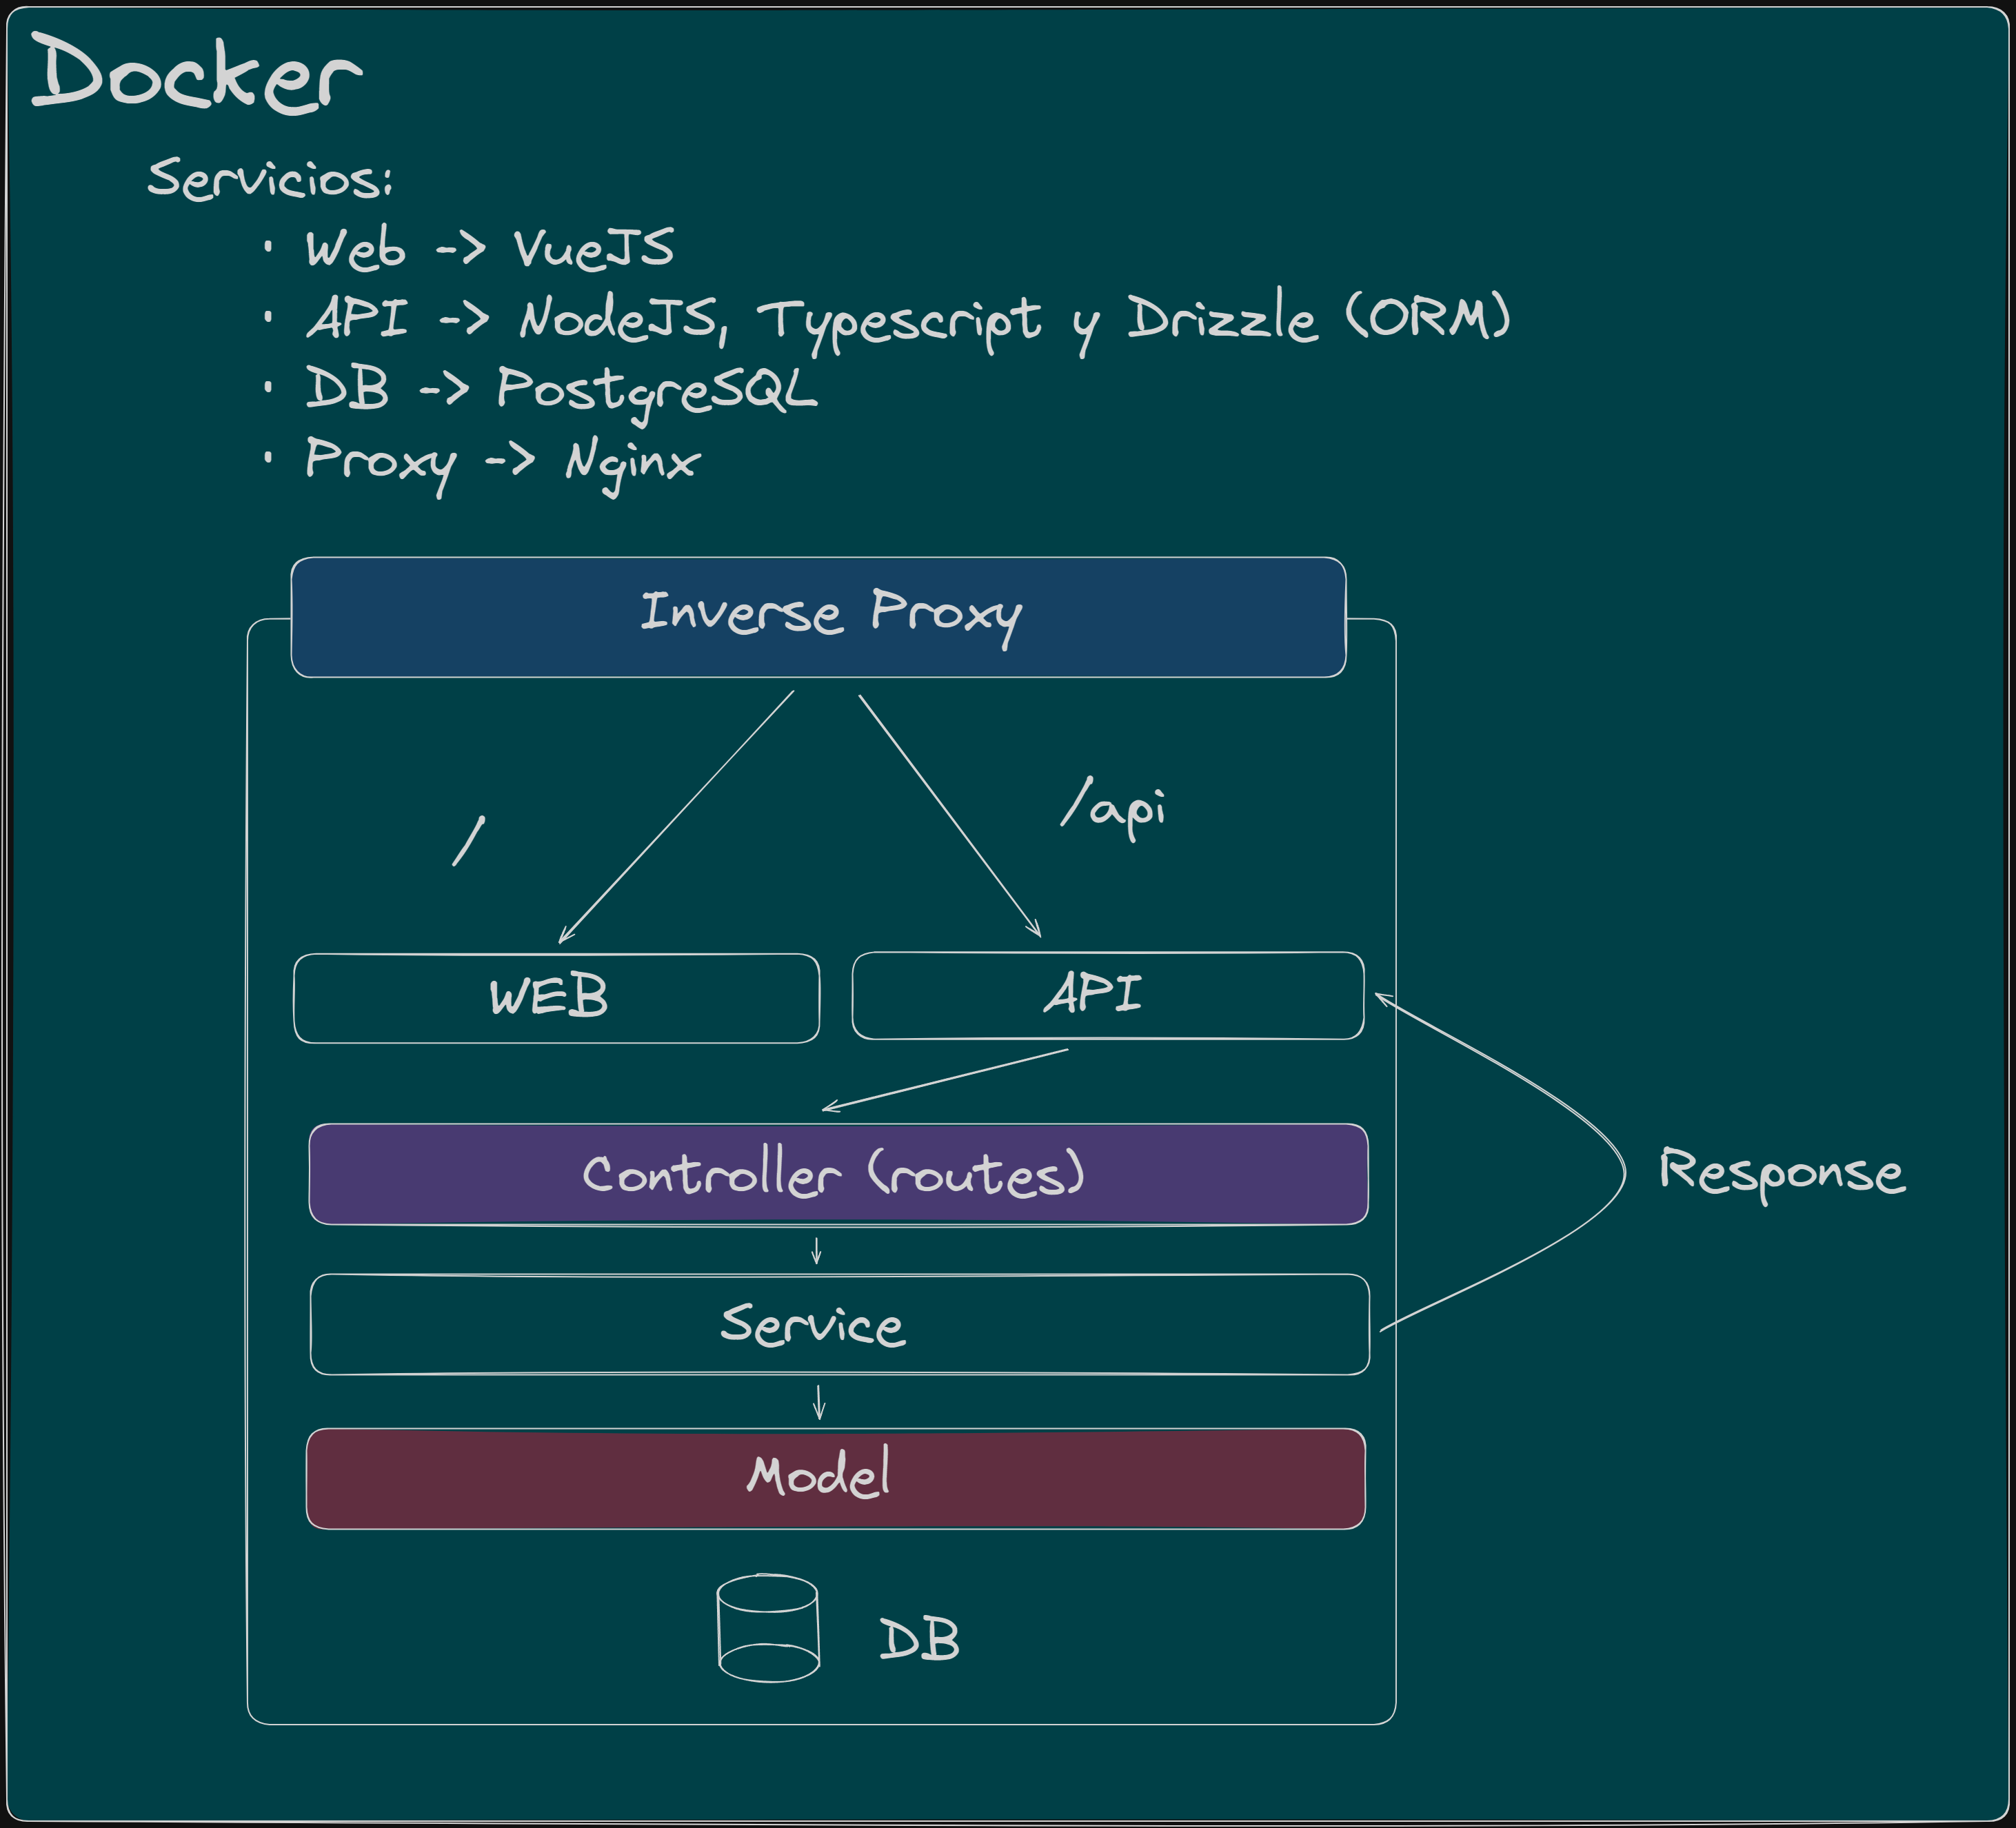 Docker
Servicios:
· Web -> VueJS
· API -> NodeJS, Typescript y Drizzle (ORM)
· DB -> PostgreSQL
· Proxy -> Nginx
Inverse Proxy
/
/api
WEB
API
Controller (routes)
Response
Service
Model
DB